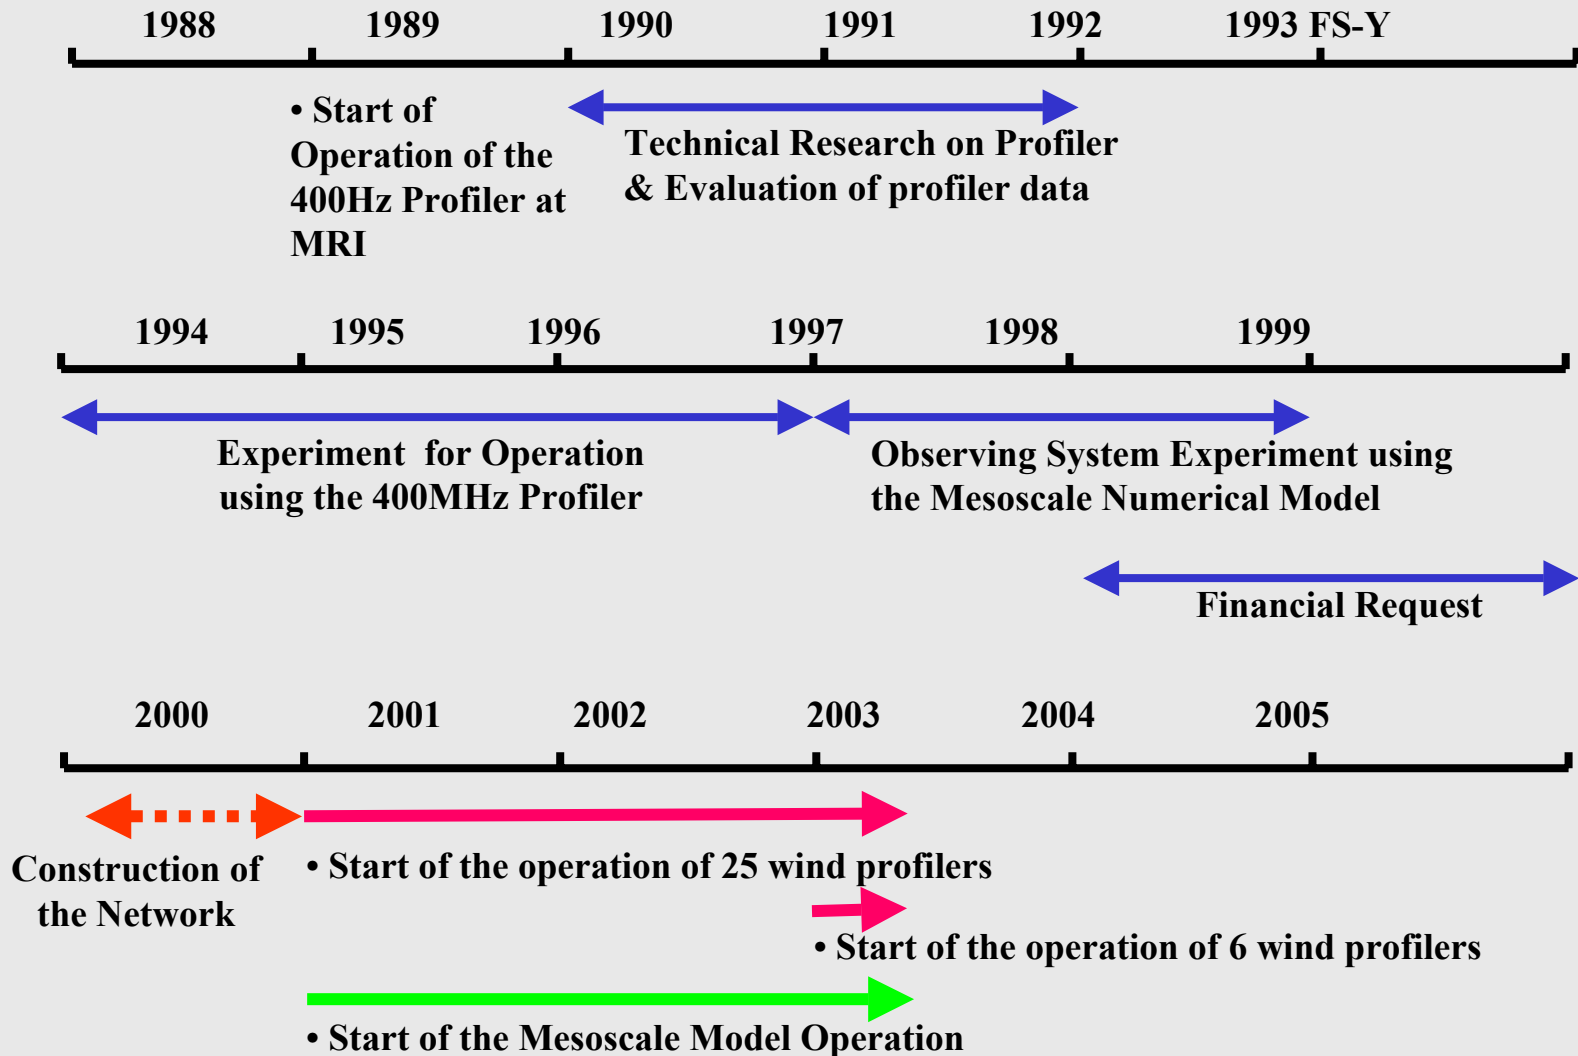 1988 1989 1990 1991 1992 1993 FS-Y
• Start of
Operation of the
400Hz Profiler at
MRI
Technical Research on Profiler
& Evaluation of profiler data
1994 1995 1996 1997 1998 1999
Experiment for Operation
using the 400MHz Profiler
Observing System Experiment using
the Mesoscale Numerical Model
Financial Request
2000 2001 2002 2003 2004 2005
Construction of
the Network
• Start of the operation of 25 wind profilers
• Start of the operation of 6 wind profilers
• Start of the Mesoscale Model Operation